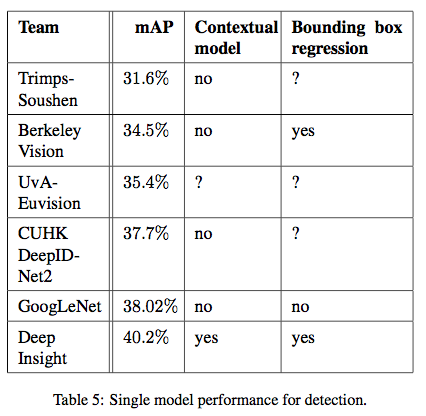 Team mAP Contextual model Bounding box regression
Trimps-Soushen 31.6% no ?
Berkeley Vision 34.5% no yes
UvA-Euvision 35.4% ? ?
CUHK DeepID-Net2 37.7% no ?
GoogLeNet 38.02% no no
Deep Insight 40.2% yes yes
Table 5: Single model performance for detection.